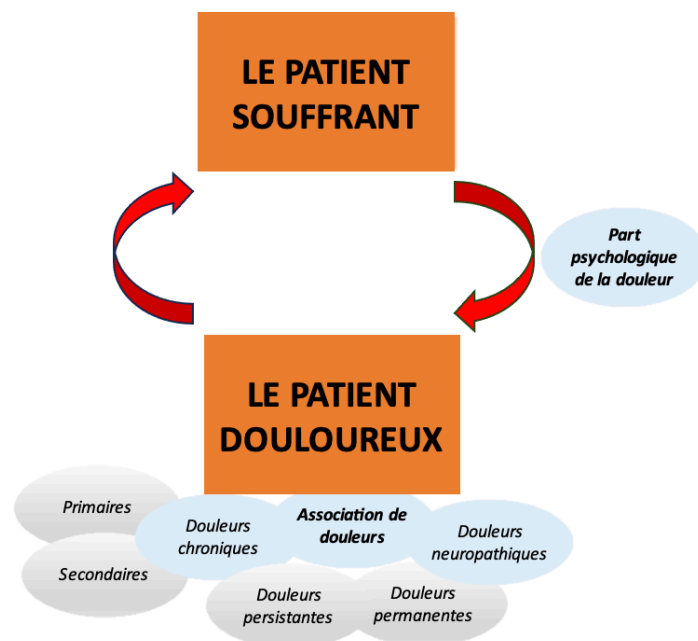 LE PATIENT
SOUFFRANT
Part
psychologique
de la douleur
LE PATIENT
DOULOUREUX
Primaires
Secondaires
Douleurs
chroniques
Association de
douleurs
Douleurs
neuropathiques
Douleurs
persistantes
Douleurs
permanentes